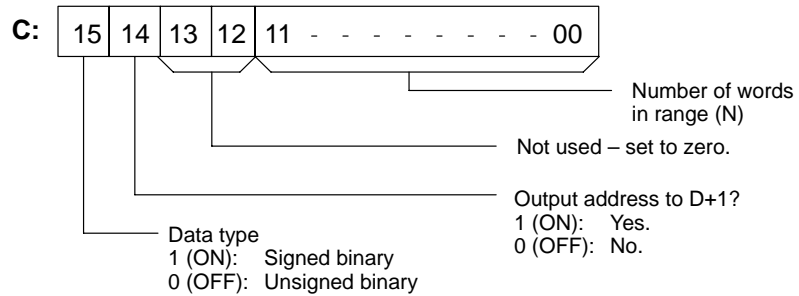 C: 15 14 13 12 11 - - - - - - - - 00
Number of words
in range (N)
Not used – set to zero.
Output address to D+1?
1 (ON): Yes.
0 (OFF): No.
Data type
1 (ON): Signed binary
0 (OFF): Unsigned binary